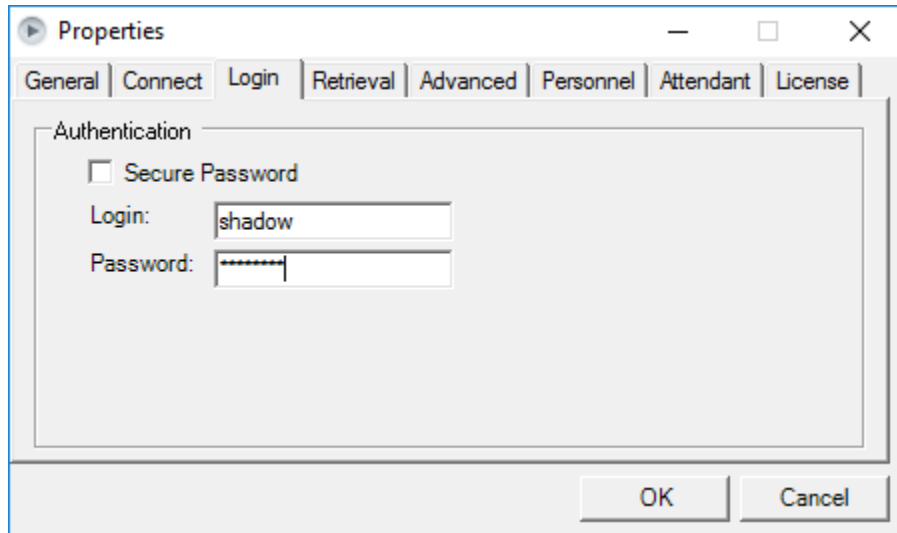 Properties
General Connect Login Retrieval Advanced Personnel Attendant License
Authentication
Secure Password
Login: shadow
Password: ********
OK Cancel